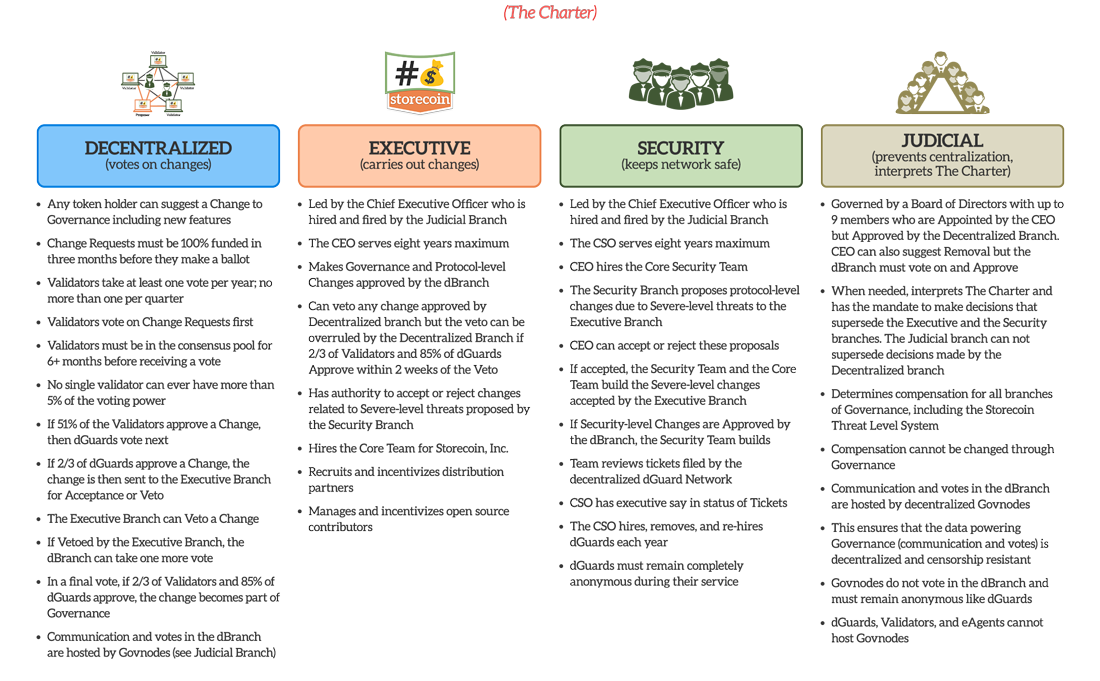 (The Charter)
Validator
Validator
Validator
Proposer
Validator
#
$
storecoin
DECENTRALIZED
(votes on changes)
• Any token holder can suggest a Change to
Governance including new features
• Change Requests must be 100% funded in
three months before they make a ballot
• Validators take at least one vote per year; no
more than one per quarter
• Validators vote on Change Requests first
• Validators must be in the consensus pool for
6+ months before receiving a vote
• No single validator can ever have more than
5% of the voting power
• If 51% of the Validators approve a Change,
then dGuards vote next
• If 2/3 of dGuards approve a Change, the
change is then sent to the Executive Branch
for Acceptance or Veto
• The Executive Branch can Veto a Change
• If Vetoed by the Executive Branch, the
dBranch can take one more vote
• In a final vote, if 2/3 of Validators and 85% of
dGuards approve, the change becomes part of
Governance
• Communication and votes in the dBranch
are hosted by Govnodes (see Judicial Branch)
EXECUTIVE
(carries out changes)
• Led by the Chief Executive Officer who is
hired and fired by the Judicial Branch
• The CEO serves eight years maximum
• Makes Governance and Protocol-level
Changes approved by the dBranch
• Can veto any change approved by
Decentralized branch but the veto can be
overruled by the Decentralized Branch if
2/3 of Validators and 85% of dGuards
Approve within 2 weeks of the Veto
• Has authority to accept or reject changes
related to Severe-level threats proposed by
the Security Branch
• Hires the Core Team for Storecoin, Inc.
• Recruits and incentivizes distribution
partners
• Manages and incentivizes open source
contributors
SECURITY
(keeps network safe)
• Led by the Chief Executive Officer who is
hired and fired by the Judicial Branch
• The CSO serves eight years maximum
• CEO hires the Core Security Team
• The Security Branch proposes protocol-level
changes due to Severe-level threats to the
Executive Branch
• CEO can accept or reject these proposals
• If accepted, the Security Team and the Core
Team build the Severe-level changes
accepted by the Executive Branch
• If Security-level Changes are Approved by
the dBranch, the Security Team builds
• Team reviews tickets filed by the
decentralized dGuard Network
• CSO has executive say in status of Tickets
• The CSO hires, removes, and re-hires
dGuards each year
• dGuards must remain completely
anonymous during their service
JUDICIAL
(prevents centralization,
interprets The Charter)
• Governed by a Board of Directors with up to
9 members who are Appointed by the CEO
but Approved by the Decentralized Branch.
CEO can also suggest Removal but the
dBranch must vote on and Approve
• When needed, interprets The Charter and
has the mandate to make decisions that
supersede the Executive and the Security
branches. The Judicial branch can not
supersede decisions made by the
Decentralized branch
• Determines compensation for all branches
of Governance, including the Storecoin
Threat Level System
• Compensation cannot be changed through
Governance
• Communication and votes in the dBranch
are hosted by decentralized Govnodes
• This ensures that the data powering
Governance (communication and votes) is
decentralized and censorship resistant
• Govnodes do not vote in the dBranch and
must remain anonymous like dGuards
• dGuards, Validators, and eAgents cannot
host Govnodes